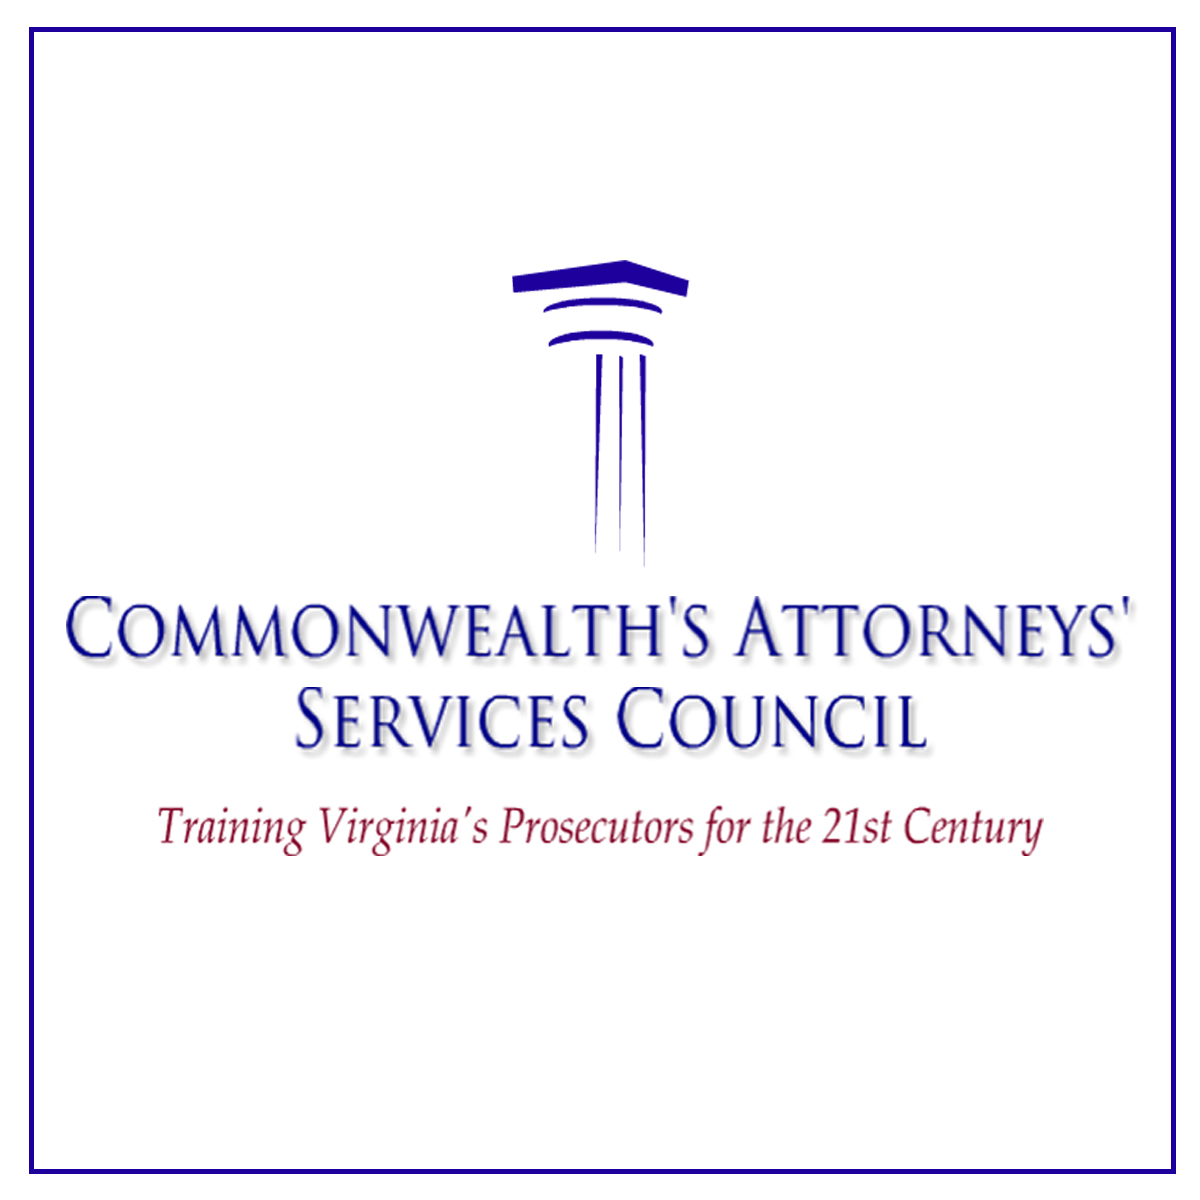 COMMONWEALTH'S ATTORNEYS'
SERVICES COUNCIL
Training Virginia's Prosecutors for the 21st Century